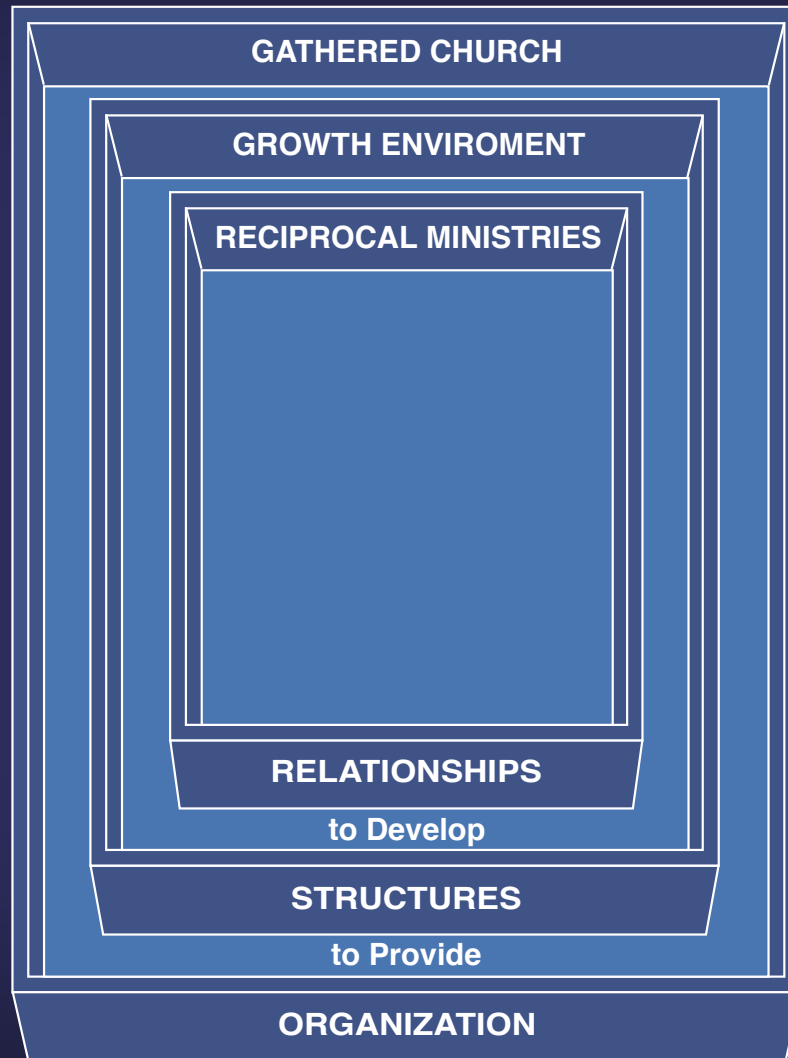 GATHERED CHURCH
GROWTH ENVIROMENT
RECIPROCAL MINISTRIES
RELATIONSHIPS
to Develop
STRUCTURES
to Provide
ORGANIZATION